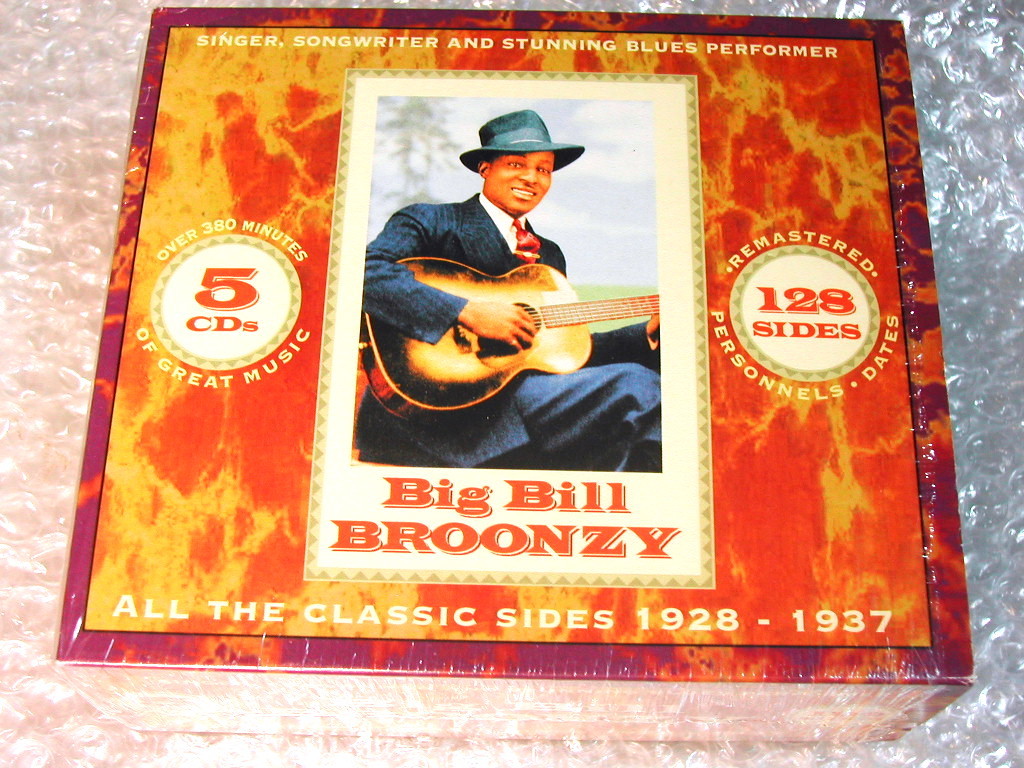 SINGER, SONGWRITER AND STUNNING BLUES PERFORMER
OVER 380 MINUTES
5
CDs
OF GREAT MUSIC
•REMASTERED•
128
SIDES
PERSONNELS • DATES
Big Bill
BROONZY
ALL THE CLASSIC SIDES 1928 - 1937